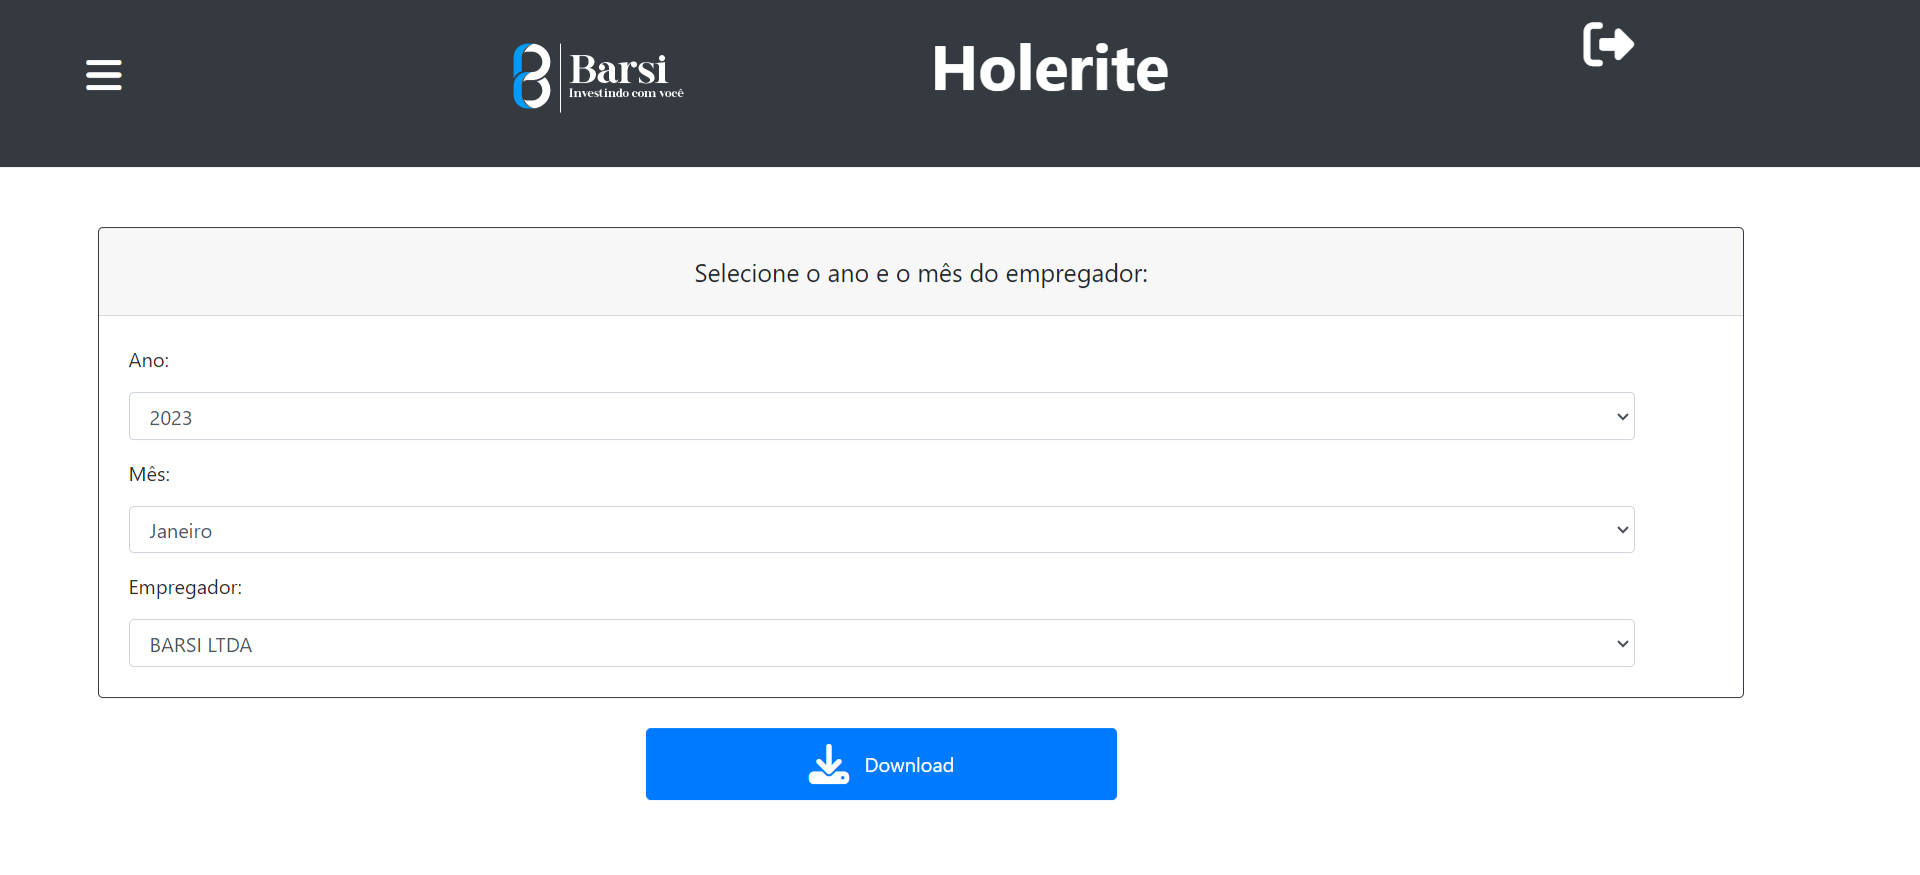 Barsi
Investindo com você
Holerite
Selecione o ano e o mês do empregador:
Ano:
2023
Mês:
Janeiro
Empregador:
BARSI LTDA
Download